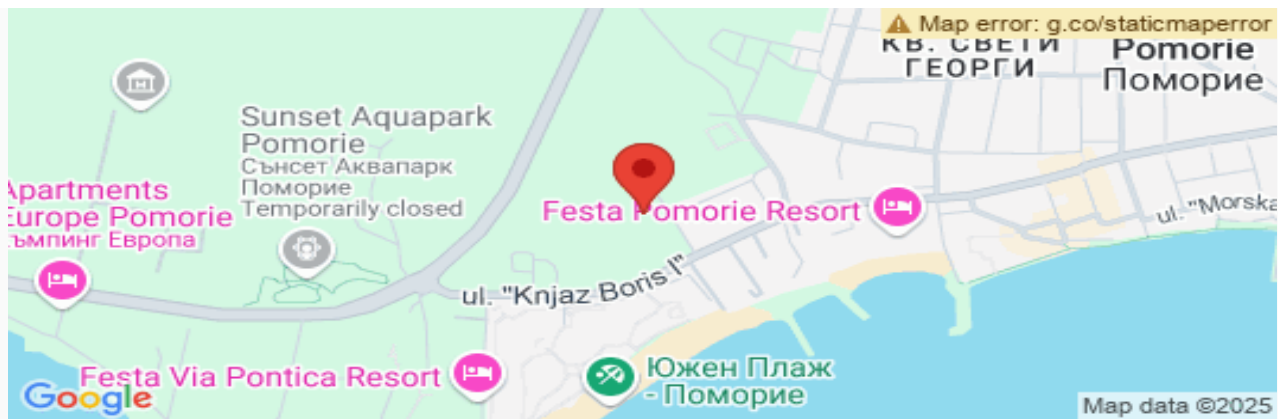 Map error: g.co/staticmaperror
КВ. СВЕТИ
ГЕОРГИ
Pomorie
Поморие
Sunset Aquapark
Pomorie
Сънсет Аквапарк
Поморие
Temporarily closed
Apartments
Europe Pomorie
къмпинг Европа
Festa Pomorie Resort
ul. "Morska
ul. "Knjaz Boris I"
Festa Via Pontica Resort
Южен Плаж
- Поморие
Google
Map data ©2025